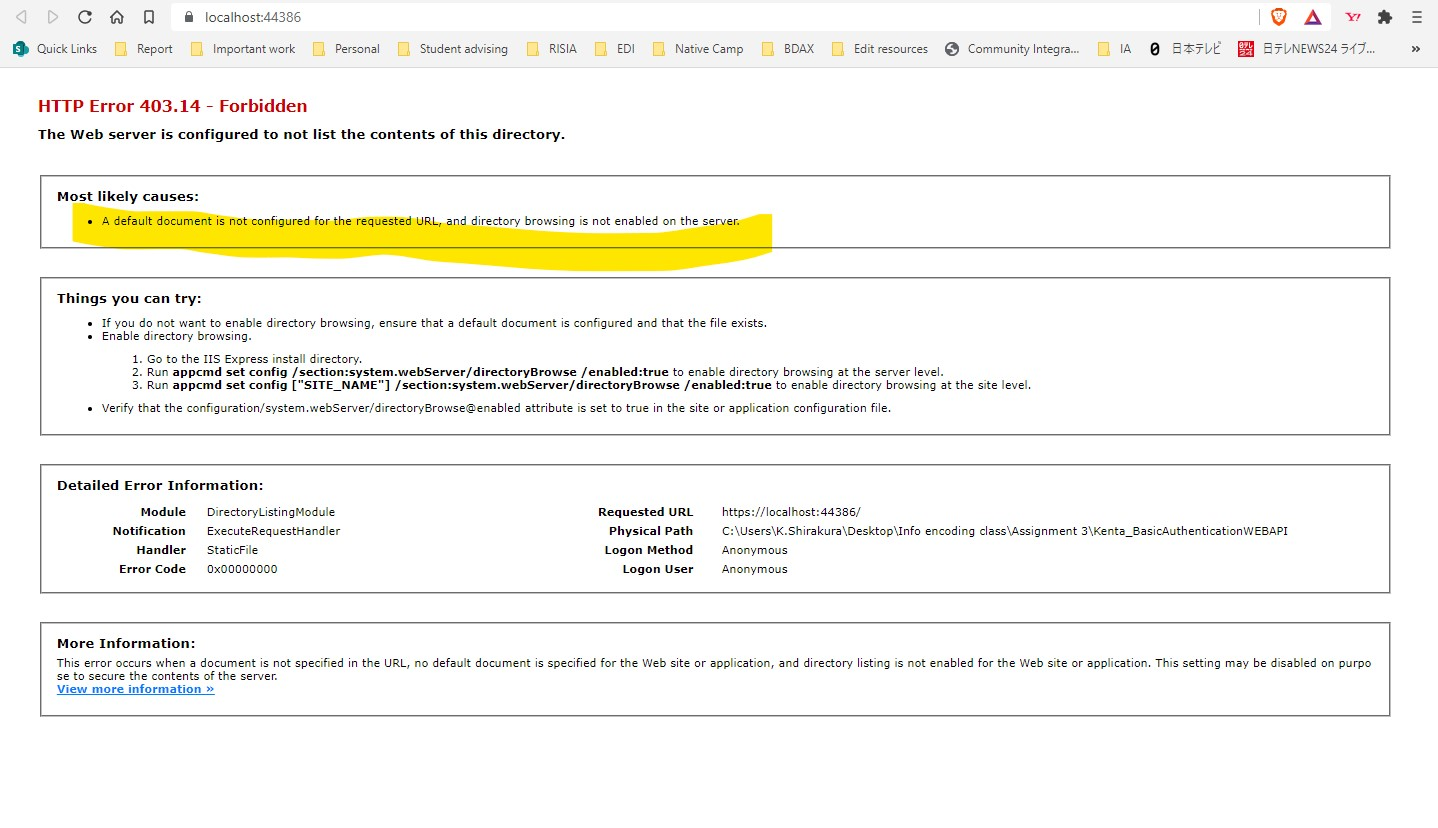 localhost:44386
Quick Links Report Important work Personal Student advising RISIA EDI Native Camp BDAX Edit resources Community Integra... IA 日本テレビ 日テレNEWS24 ライブ... »
HTTP Error 403.14 - Forbidden
The Web server is configured to not list the contents of this directory.
Most likely causes:
• A default document is not configured for the requested URL, and directory browsing is not enabled on the server.
Things you can try:
• If you do not want to enable directory browsing, ensure that a default document is configured and that the file exists.
• Enable directory browsing.
1. Go to the IIS Express install directory.
2. Run appcmd set config /section:system.webServer/directoryBrowse /enabled:true to enable directory browsing at the server level.
3. Run appcmd set config ["SITE_NAME"] /section:system.webServer/directoryBrowse /enabled:true to enable directory browsing at the site level.
• Verify that the configuration/system.webServer/directoryBrowse@enabled attribute is set to true in the site or application configuration file.
Detailed Error Information:
Module DirectoryListingModule Requested URL https://localhost:44386/
Notification ExecuteRequestHandler Physical Path C:\Users\K.Shirakura\Desktop\Info encoding class\Assignment 3\Kenta_BasicAuthenticationWEBAPI
Handler StaticFile Logon Method Anonymous
Error Code 0x00000000 Logon User Anonymous
More Information:
This error occurs when a document is not specified in the URL, no default document is specified for the Web site or application, and directory listing is not enabled for the Web site or application. This setting may be disabled on purpo
se to secure the contents of the server.
View more information »